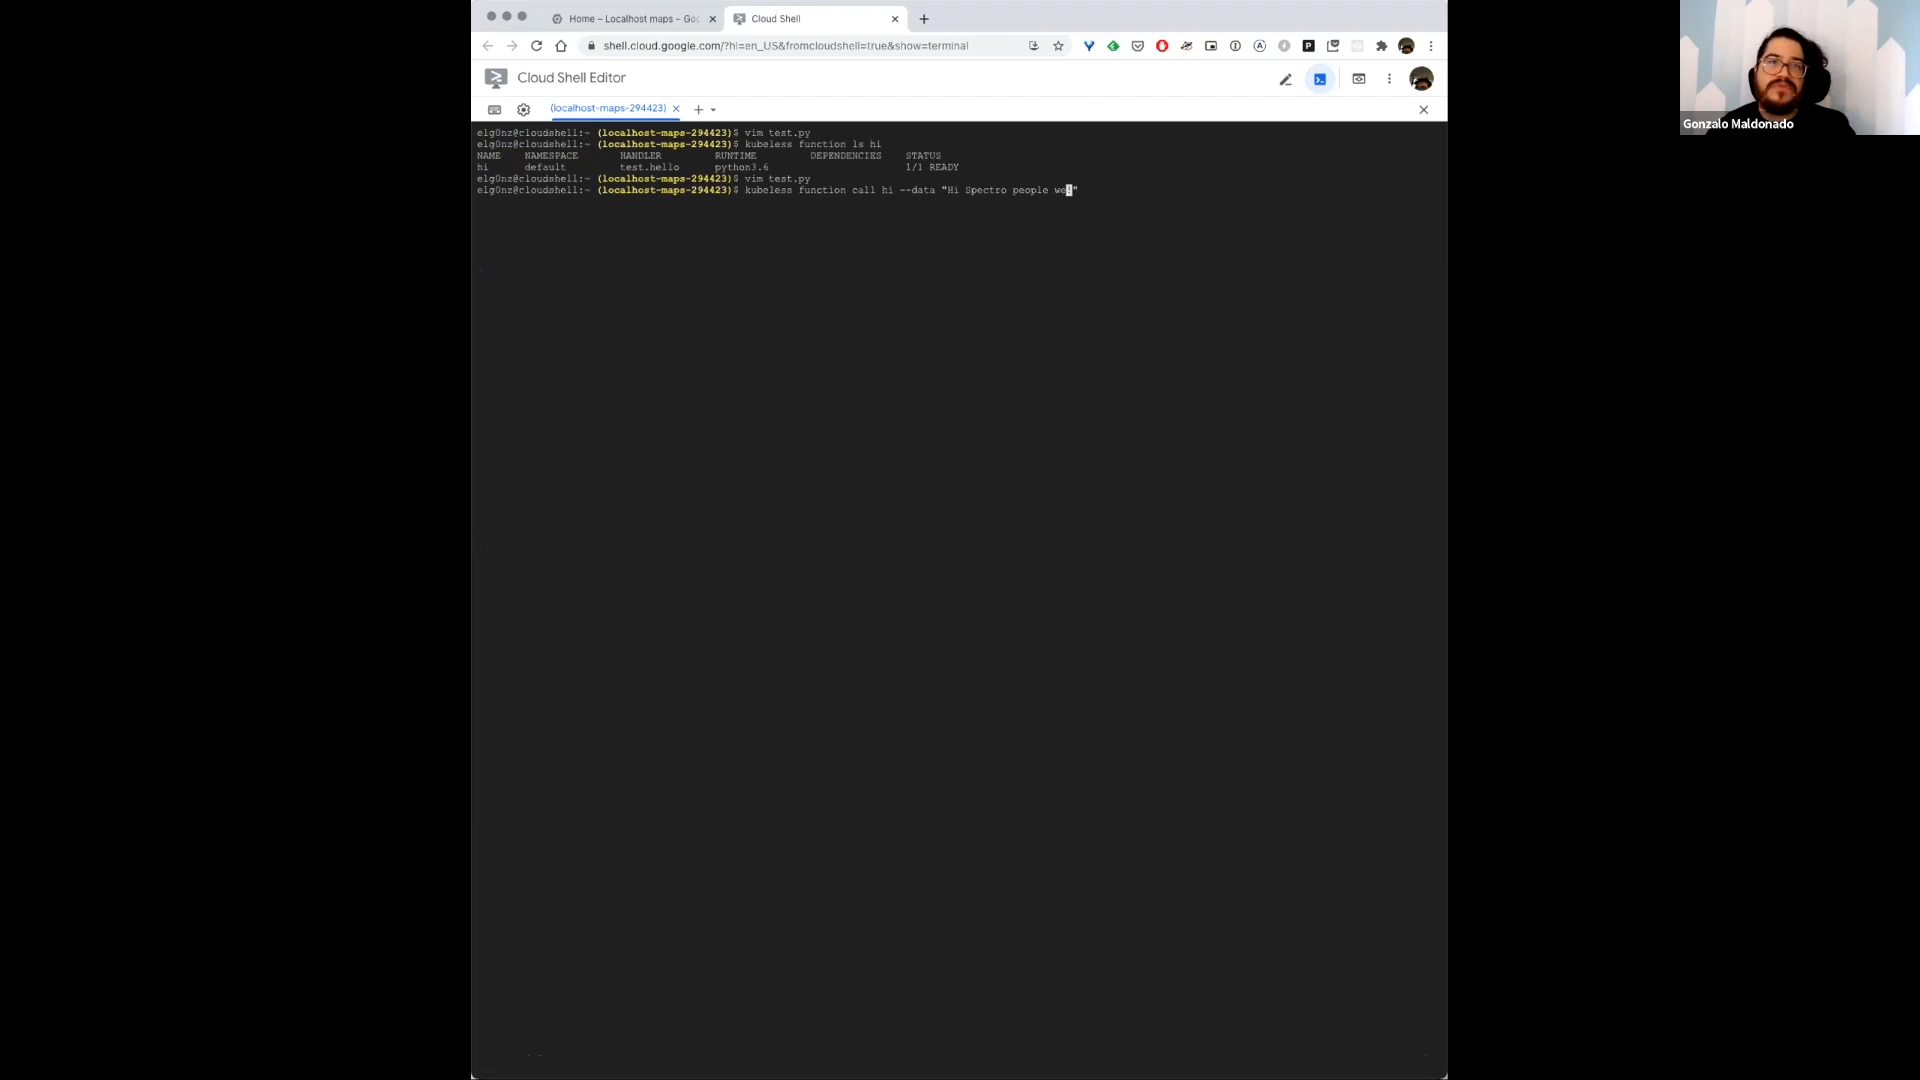 Home – Localhost maps – Goo
Cloud Shell
shell.cloud.google.com/?hl=en_US&fromcloudshell=true&show=terminal
Cloud Shell Editor
(localhost-maps-294423)
elg0nz@cloudshell:~ (localhost-maps-294423)$ vim test.py
elg0nz@cloudshell:~ (localhost-maps-294423)$ kubeless function ls hi
NAME NAMESPACE HANDLER RUNTIME DEPENDENCIES STATUS
hi default test.hello python3.6 1/1 READY
elg0nz@cloudshell:~ (localhost-maps-294423)$ vim test.py
elg0nz@cloudshell:~ (localhost-maps-294423)$ kubeless function call hi --data "Hi Spectro people we!"
Gonzalo Maldonado